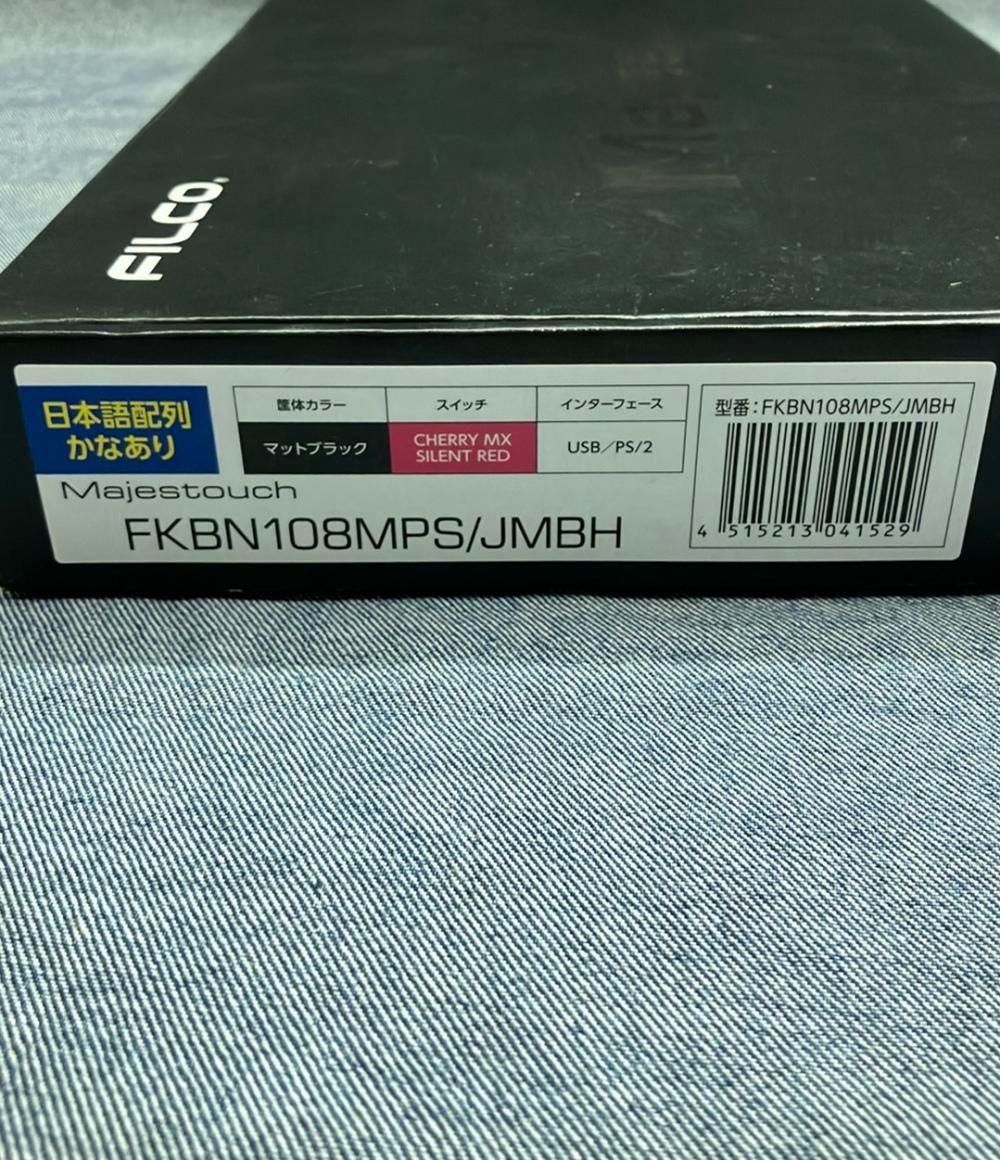 FILCO
日本語配列
かなあり
筐体カラー スイッチ インターフェース
マットブラック CHERRY MX SILENT RED USB/PS/2
Majestouch
FKBN108MPS/JMBH
型番:FKBN108MPS/JMBH
4 515213 041529